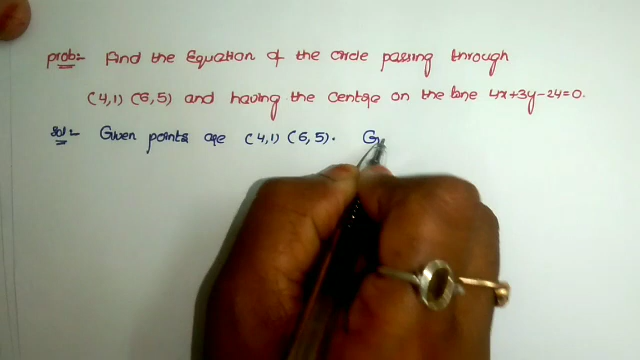 prob:- Find the Equation of the circle passing through
(4,1) (6,5) and having the centre on the line 4x+3y-24=0.
Sol:- Given points are (4,1) (6,5). G